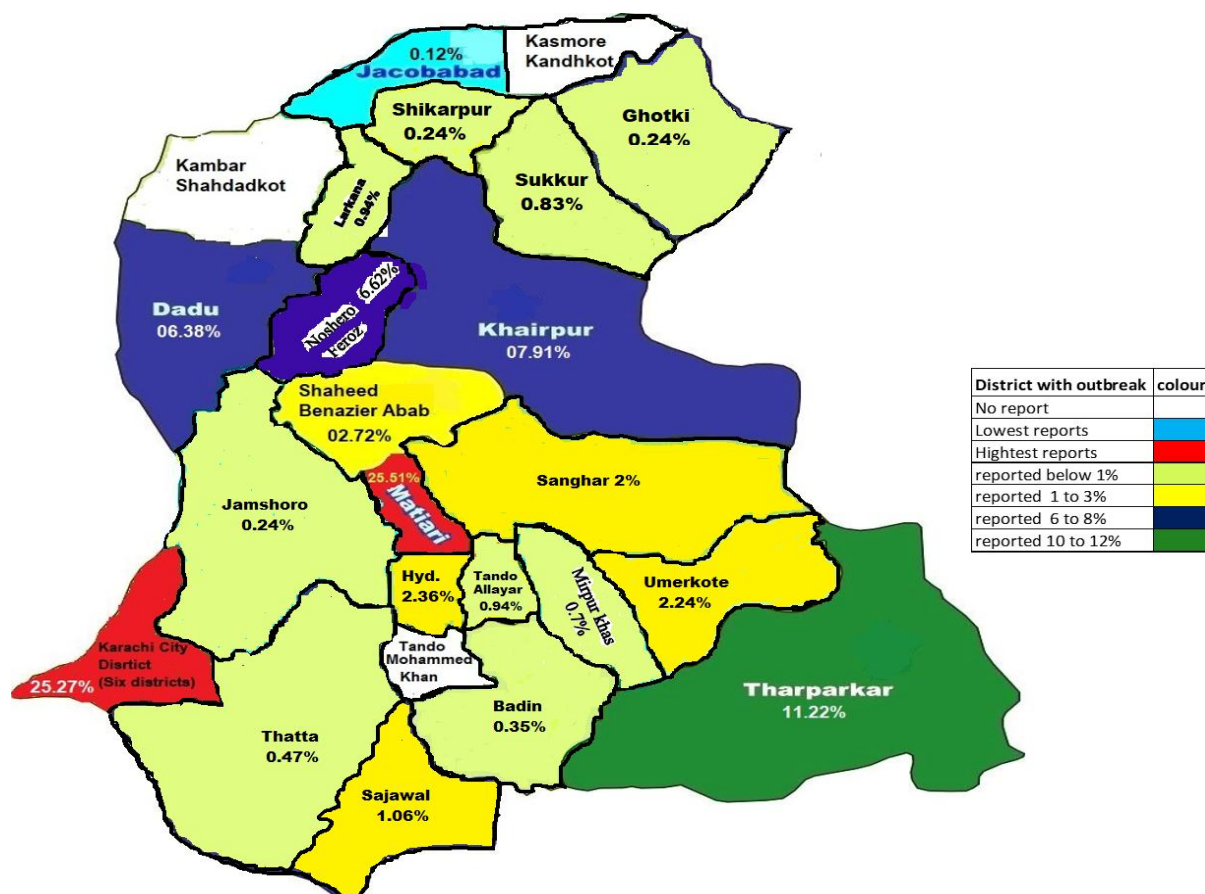 0.12%
Jacobabad
Kasmore
Kandhkot
Shikarpur
0.24%
Ghotki
0.24%
Kambar
Shahdadkot
Larkana
0.94%
Sukkur
0.83%
Dadu
06.38%
Noshero 6.62%
Feroz
Khairpur
07.91%
Shaheed
Benazier Abab
02.72%
25.51%
Matiari
Sanghar 2%
Jamshoro
0.24%
Hyd.
2.36%
Tando
Allayar
0.94%
Mirpur khas
0.7%
Umerkote
2.24%
Karachi City
Disrtict
(Six districts)
25.27%
Tando
Mohammed
Khan
Tharparkar
11.22%
Badin
0.35%
Thatta
0.47%
Sajawal
1.06%
District with outbreak colour
No report
Lowest reports
Hightest reports
reported below 1%
reported 1 to 3%
reported 6 to 8%
reported 10 to 12%